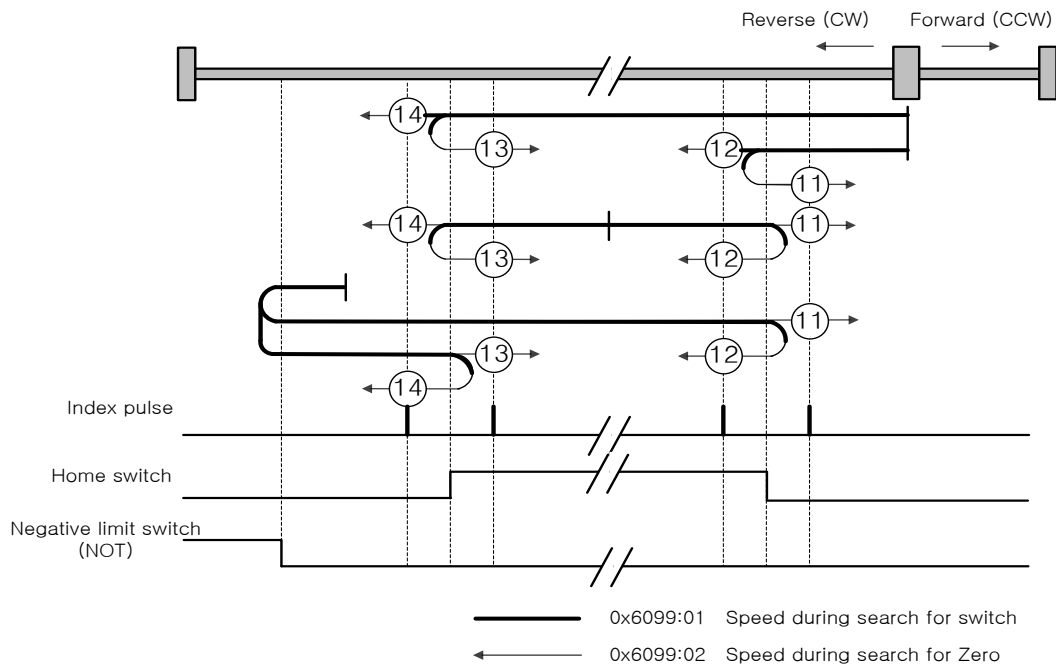 Reverse (CW) Forward (CCW)
14
13
12
11
14
11
13
12
11
13
12
14
Index pulse
Home switch
Negative limit switch
(NOT)
0x6099:01 Speed during search for switch
0x6099:02 Speed during search for Zero